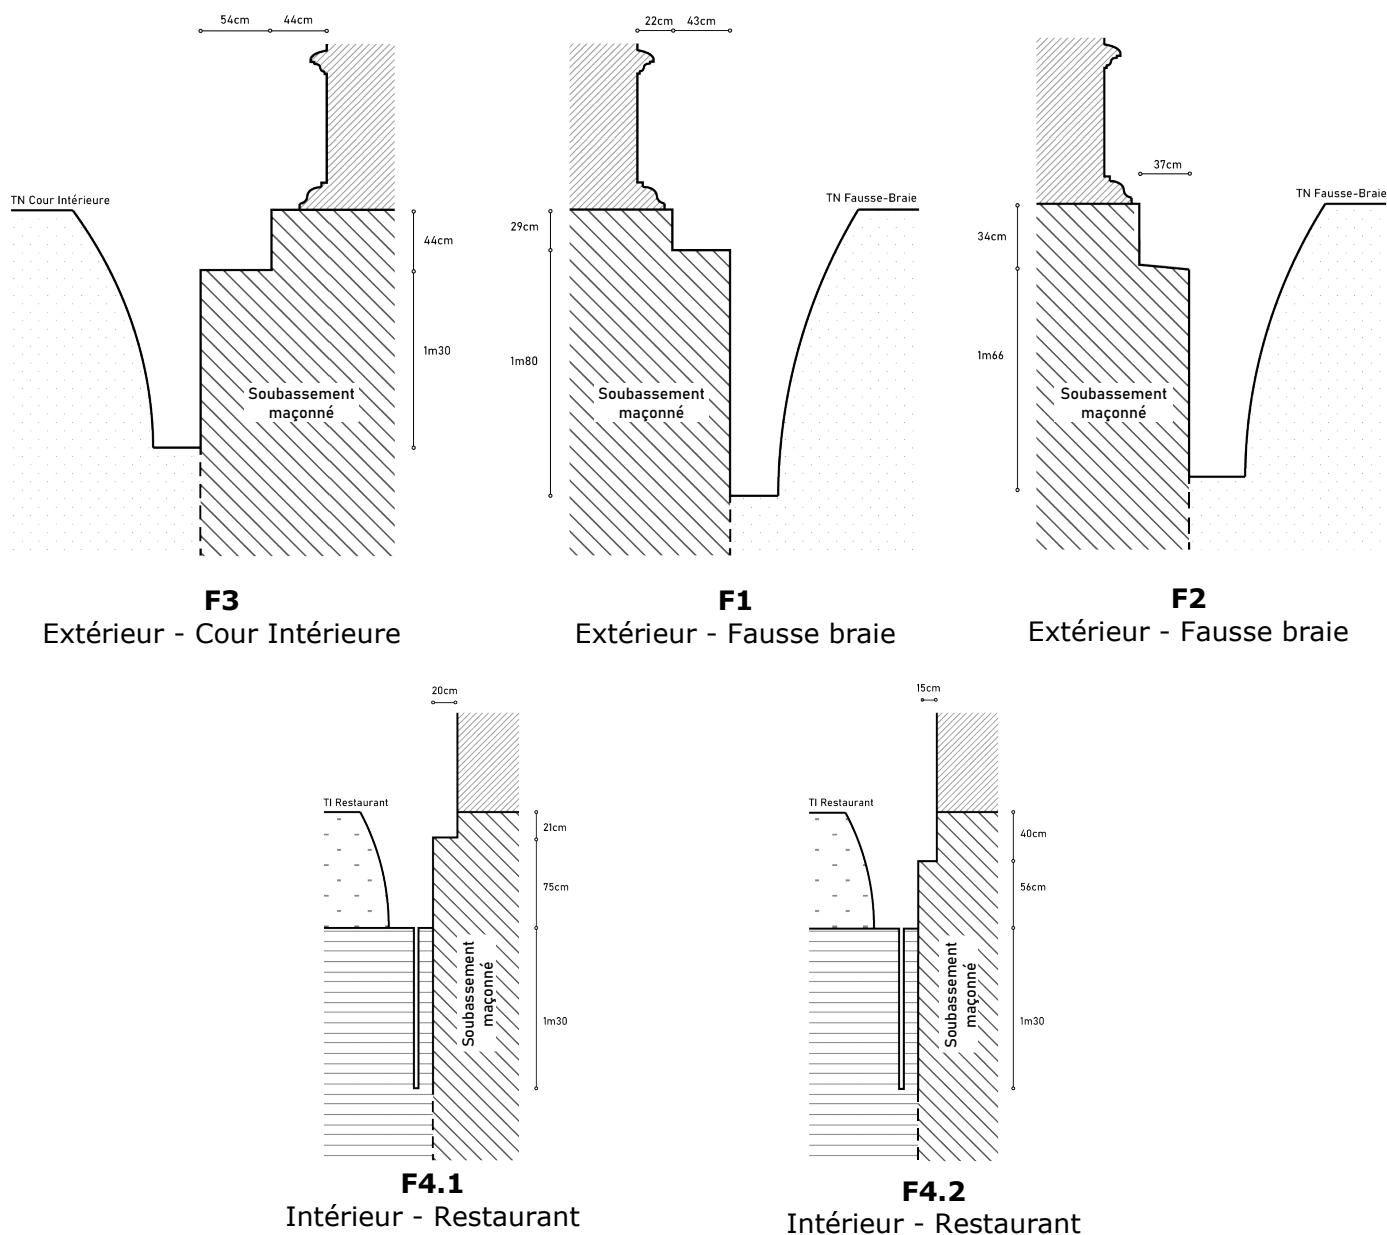 54cm
44cm
TN Cour Intérieure
44cm
1m30
Soubassement
maçonné
F3
Extérieur - Cour Intérieure
22cm
43cm
TN Fausse-Braie
29cm
1m80
Soubassement
maçonné
F1
Extérieur - Fausse braie
37cm
TN Fausse-Braie
34cm
1m66
Soubassement
maçonné
F2
Extérieur - Fausse braie
20cm
TI Restaurant
21cm
75cm
Soubassement
maçonné
1m30
F4.1
Intérieur - Restaurant
15cm
TI Restaurant
40cm
56cm
Soubassement
maçonné
1m30
F4.2
Intérieur - Restaurant